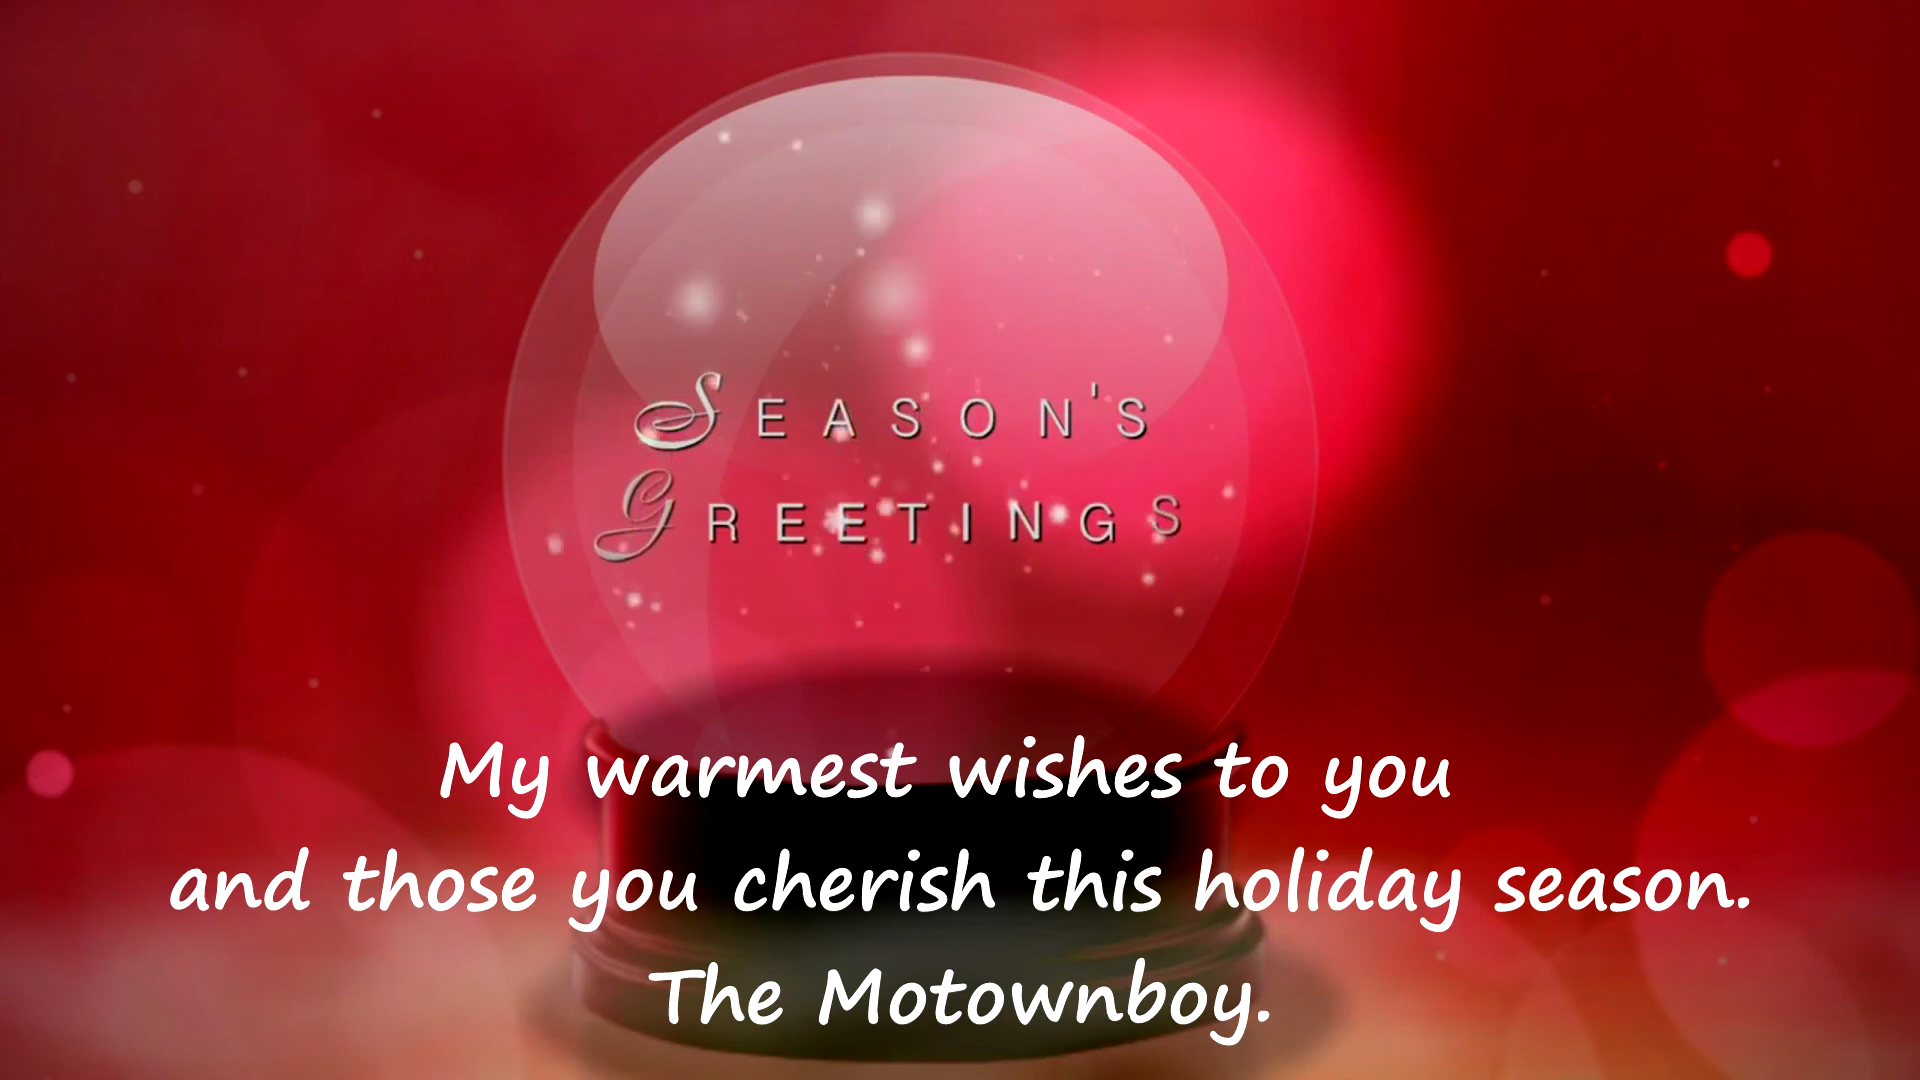 Season's
Greetings
My warmest wishes to you
and those you cherish this holiday season.
The Motownboy.